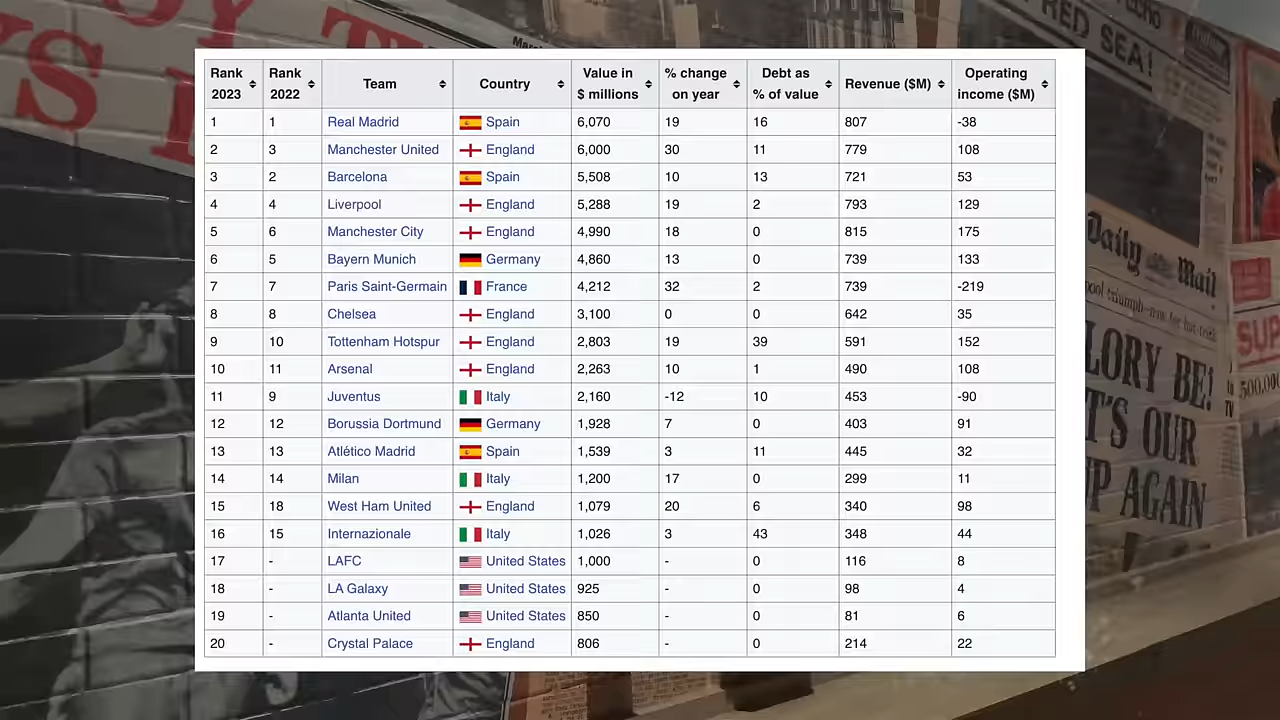 Rank 2023 Rank 2022 Team Country Value in $ millions % change on year Debt as % of value Revenue ($M) Operating income ($M)
1 1 Real Madrid Spain 6,070 19 16 807 -38
2 3 Manchester United England 6,000 30 11 779 108
3 2 Barcelona Spain 5,508 10 13 721 53
4 4 Liverpool England 5,288 19 2 793 129
5 6 Manchester City England 4,990 18 0 815 175
6 5 Bayern Munich Germany 4,860 13 0 739 133
7 7 Paris Saint-Germain France 4,212 32 2 739 -219
8 8 Chelsea England 3,100 0 0 642 35
9 10 Tottenham Hotspur England 2,803 19 39 591 152
10 11 Arsenal England 2,263 10 1 490 108
11 9 Juventus Italy 2,160 -12 10 453 -90
12 12 Borussia Dortmund Germany 1,928 7 0 403 91
13 13 Atlético Madrid Spain 1,539 3 11 445 32
14 14 Milan Italy 1,200 17 0 299 11
15 18 West Ham United England 1,079 20 6 340 98
16 15 Internazionale Italy 1,026 3 43 348 44
17 - LAFC United States 1,000 - 0 116 8
18 - LA Galaxy United States 925 - 0 98 4
19 - Atlanta United United States 850 - 0 81 6
20 - Crystal Palace England 806 - 0 214 22
RED SEA!
Daily Mail
LORY BE!
T'S OUR
UP AGAIN
500,00